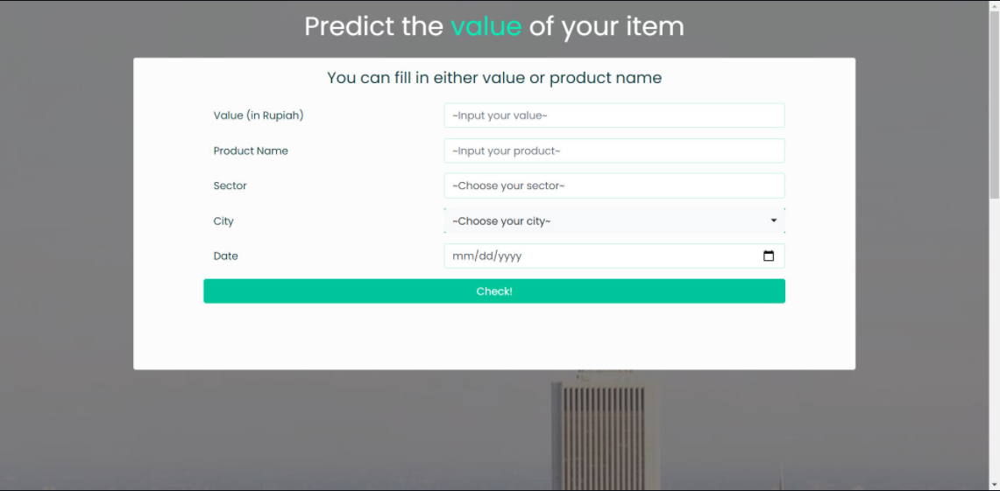 Predict the value of your item
You can fill in either value or product name
Value (in Rupiah) ~Input your value~
Product Name ~Input your product~
Sector ~Choose your sector~
City ~Choose your city~
Date mm/dd/yyyy
Check!